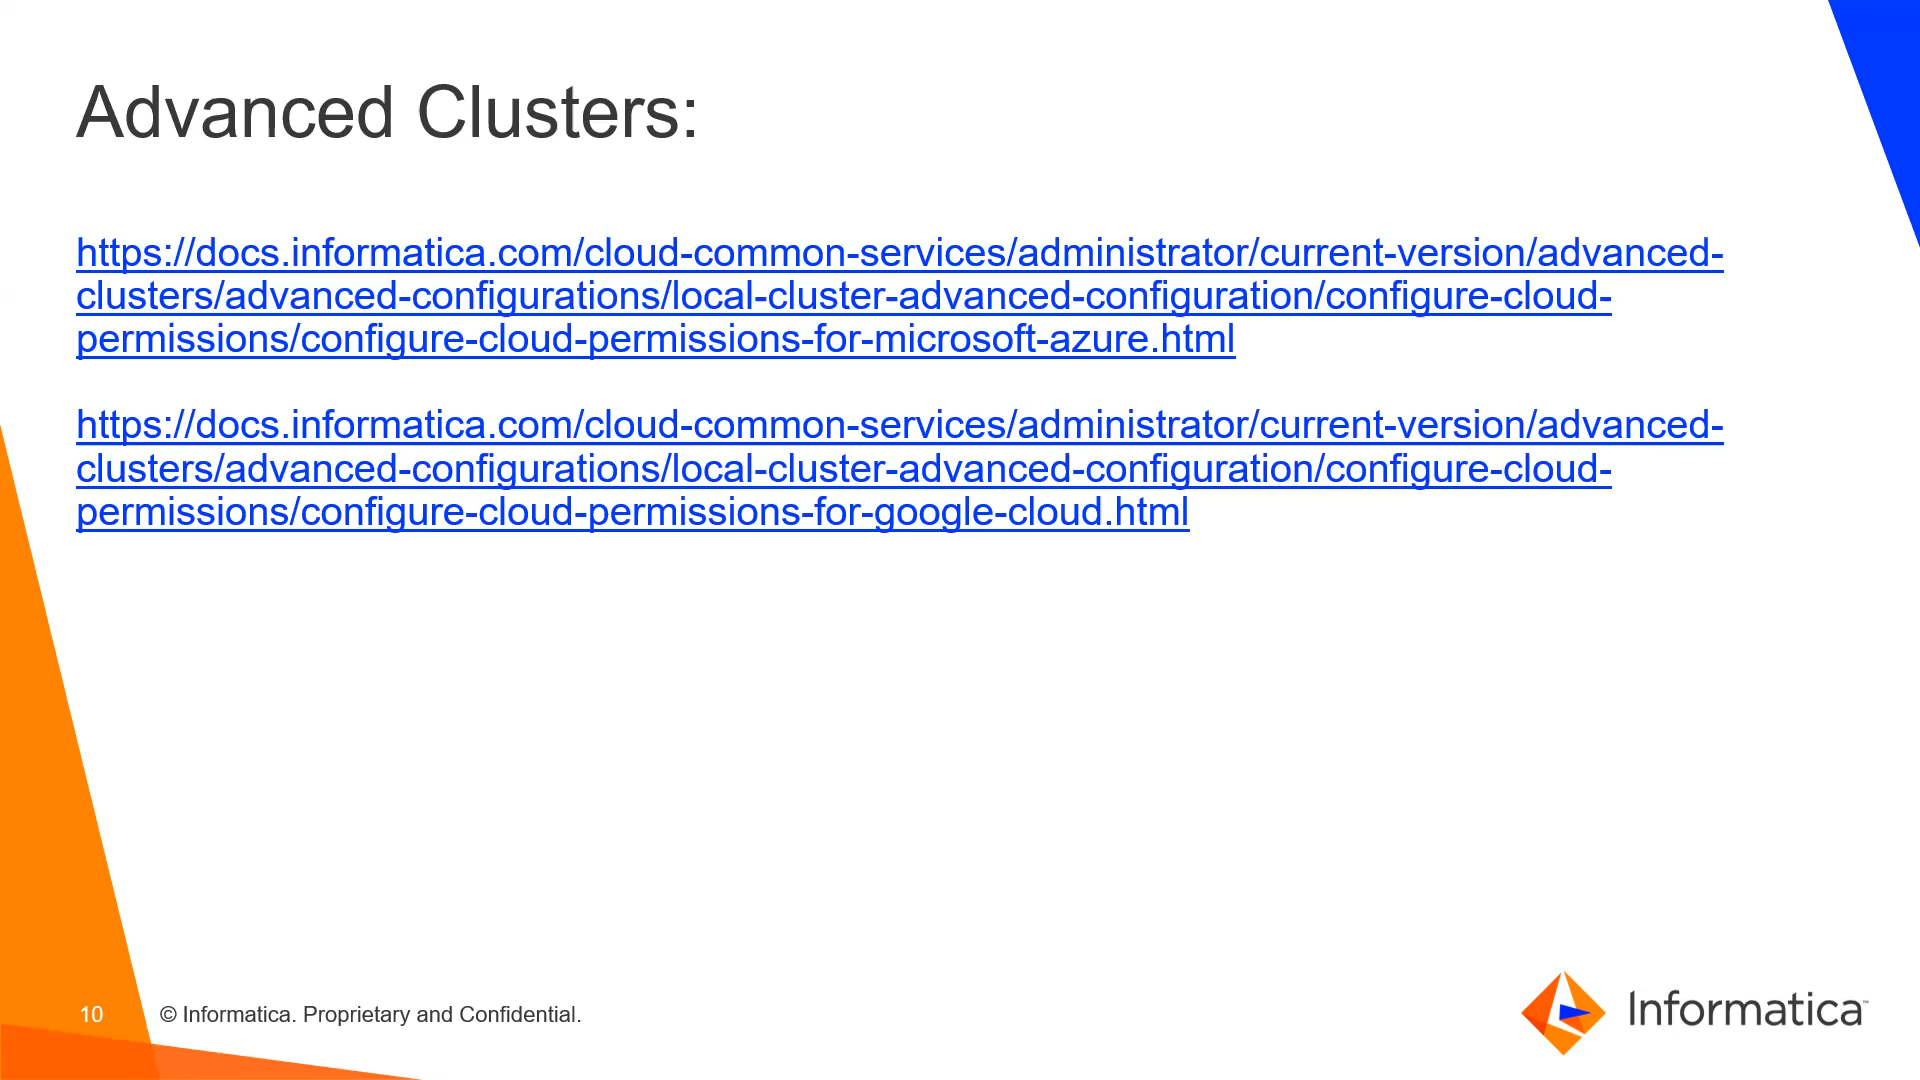 Advanced Clusters:
https://docs.informatica.com/cloud-common-services/administrator/current-version/advanced-
clusters/advanced-configurations/local-cluster-advanced-configuration/configure-cloud-
permissions/configure-cloud-permissions-for-microsoft-azure.html
https://docs.informatica.com/cloud-common-services/administrator/current-version/advanced-
clusters/advanced-configurations/local-cluster-advanced-configuration/configure-cloud-
permissions/configure-cloud-permissions-for-google-cloud.html
10 © Informatica. Proprietary and Confidential.
Informatica™